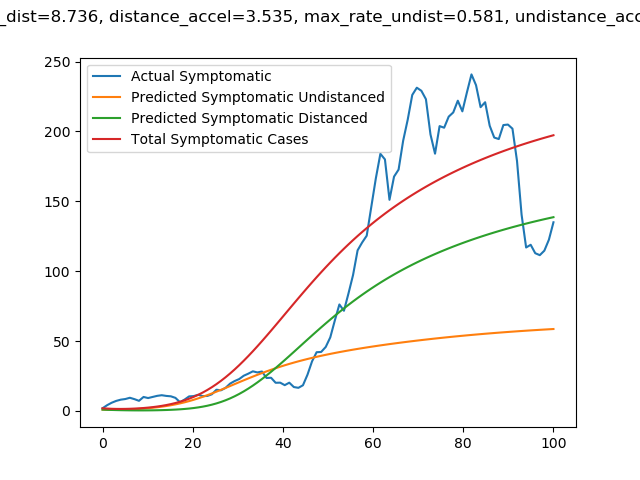 _dist=8.736, distance_accel=3.535, max_rate_undist=0.581, undistance_acc
250
200
150
100
50
0
Actual Symptomatic
Predicted Symptomatic Undistanced
Predicted Symptomatic Distanced
Total Symptomatic Cases
0 20 40 60 80 100